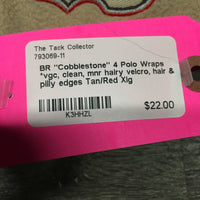 The Tack Collector
793069-11
BR "Cobblestone" 4 Polo Wraps
*vgc, clean, mnr hairy velcro, hair &
pilly edges Tan/Red Xlg
K3HHZL
$22.00